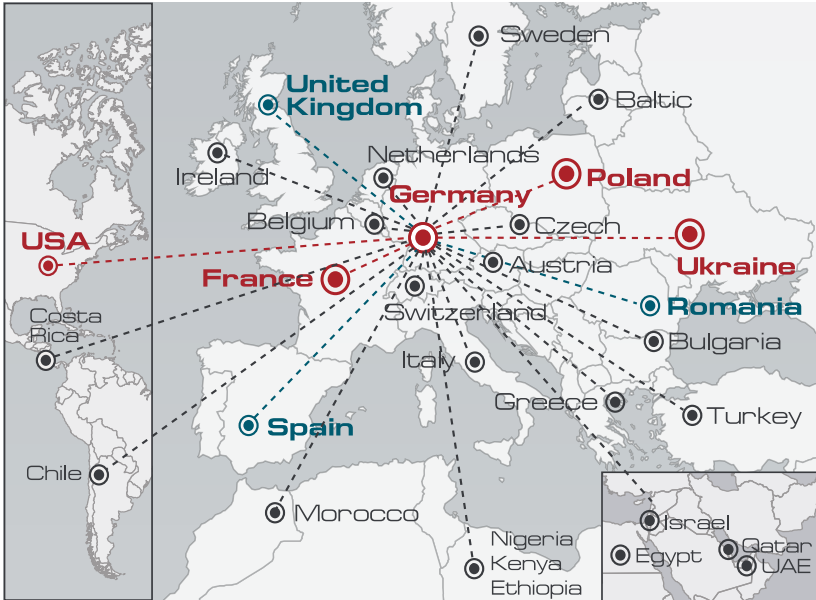 Sweden
United
Kingdom
Baltic
Ireland
Netherlands
Germany
Poland
Belgium
Czech
USA
Ukraine
France
Austria
Switzerland
Romania
Costa
Rica
Italy
Bulgaria
Greece
Turkey
Spain
Chile
Morocco
Nigeria
Kenya
Ethiopia
Israel
Egypt
Qatar
UAE